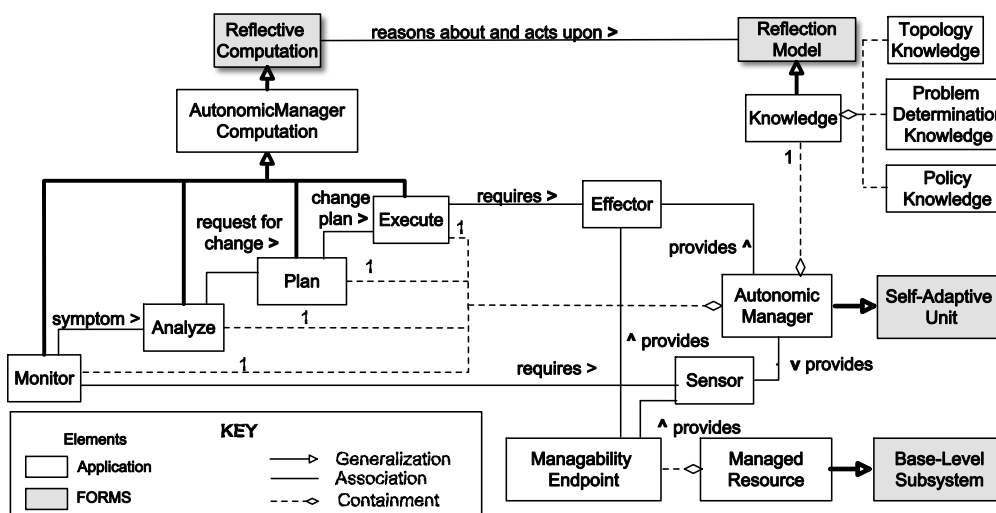 Reflective
Computation
reasons about and acts upon >
Reflection
Model
Topology
Knowledge
AutonomicManager
Computation
Knowledge
1
Problem
Determination
Knowledge
Policy
Knowledge
change
plan >
Execute
1
requires >
Effector
request for
change >
provides ^
Plan
1
Autonomic
Manager
Self-Adaptive
Unit
symptom >
Analyze
1
^ provides
v provides
Monitor
1
requires >
Sensor
^ provides
KEY
Elements
Application
FORMS
Generalization
Association
Containment
Managability
Endpoint
Managed
Resource
Base-Level
Subsystem